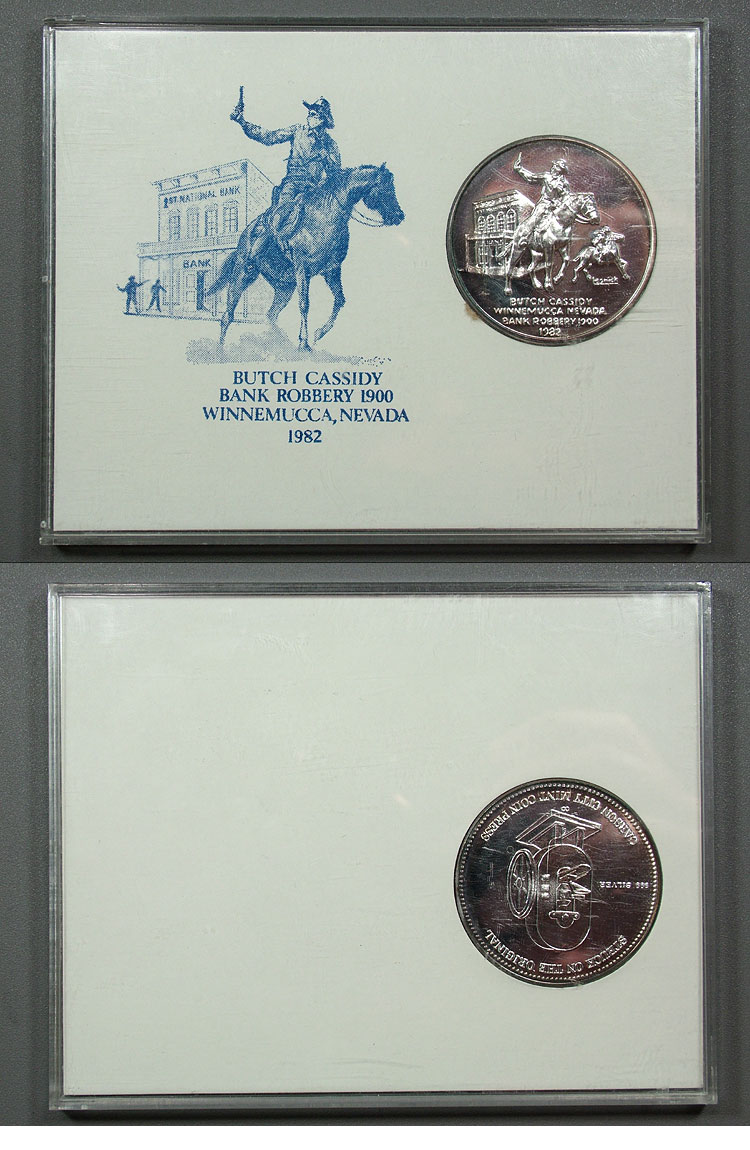 1ST. NATIONAL BANK
BANK
BUTCH CASSIDY
BANK ROBBERY 1900
WINNEMUCCA, NEVADA
1982
BUTCH CASSIDY
WINNEMUCCA NEVADA
BANK ROBBERY 1900
1982
STRUCK ON THE ORIGINAL
999 SILVER
CARSON CITY MINT COIN PRESS